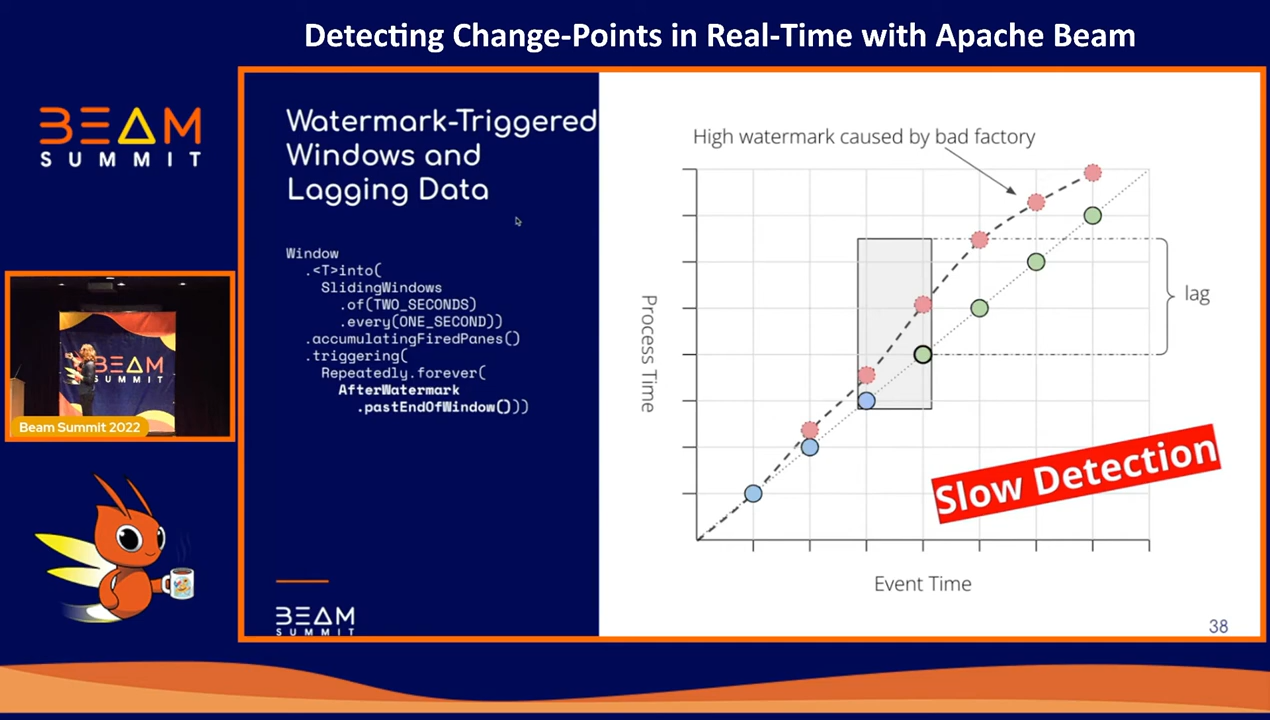 Detecting Change-Points in Real-Time with Apache Beam
BEAM
SUMMIT
Watermark-Triggered
Windows and
Lagging Data
Window
.<T>into(
SlidingWindows
.of(TWO_SECONDS)
.every(ONE_SECOND))
.accumulatingFiredPanes()
.triggering(
Repeatedly.forever(
AfterWatermark
.pastEndOfWindow()))
BEAM
SUMMIT
High watermark caused by bad factory
Process Time
lag
Slow Detection
Event Time
38
BEAM
SUMMIT
Beam Summit 2022